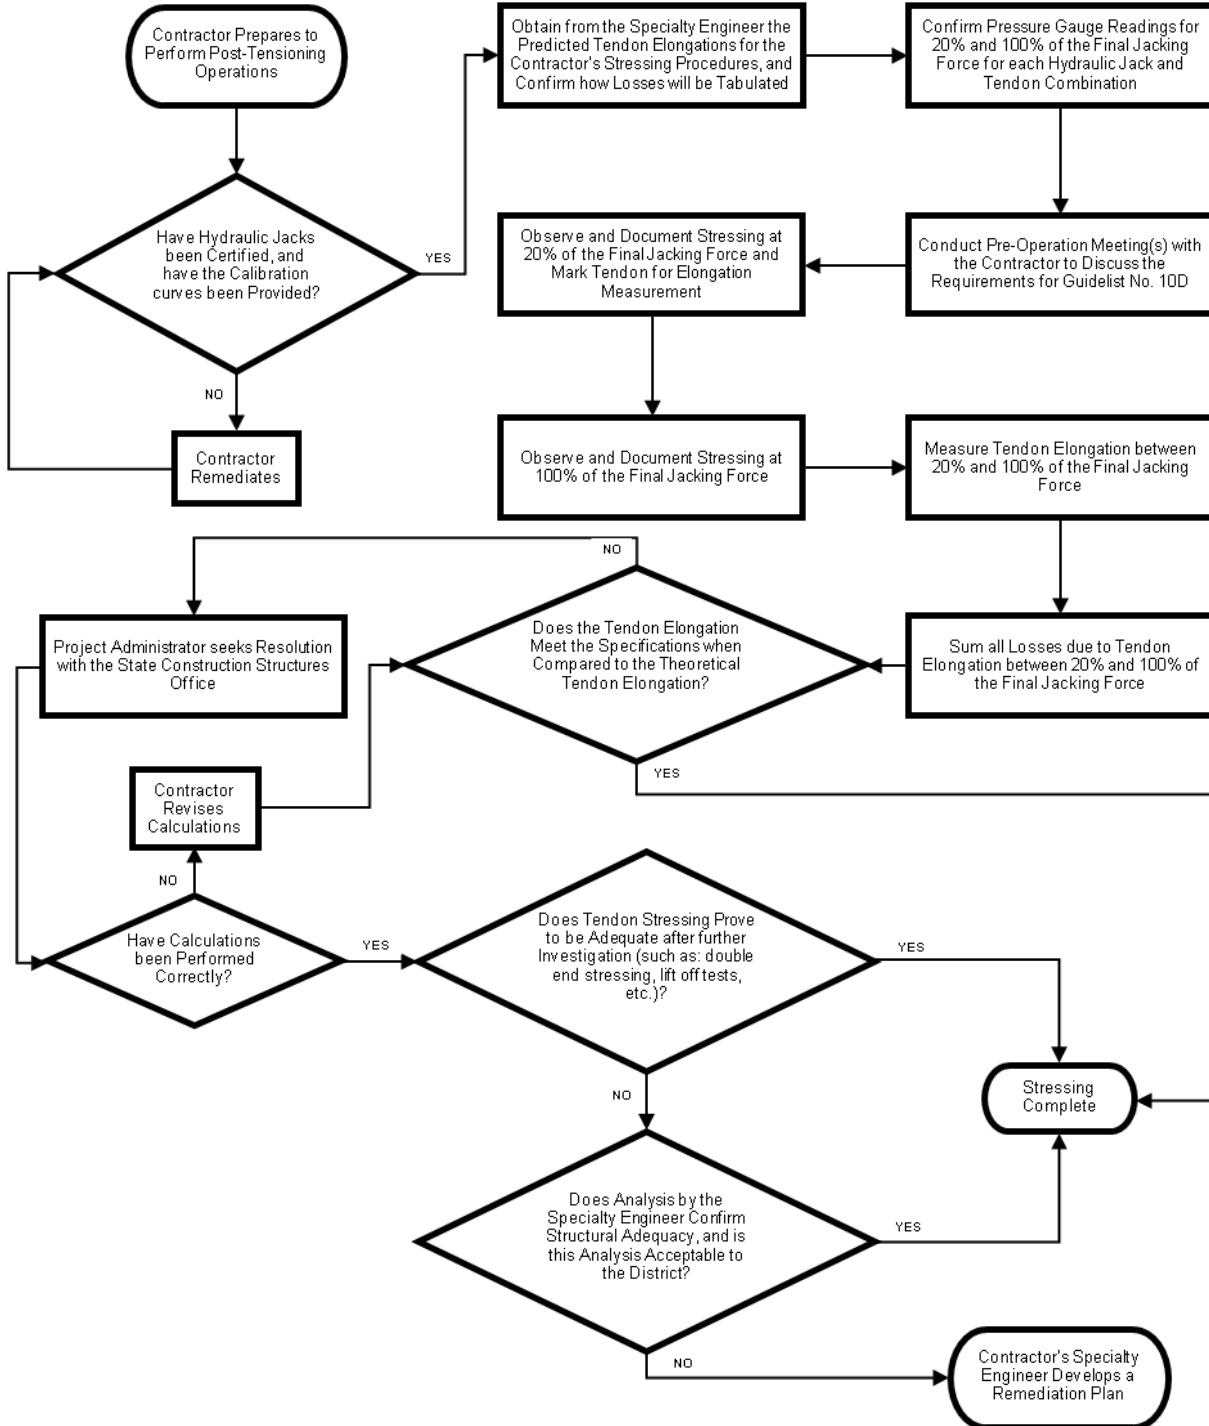 Contractor Prepares to
Perform Post-Tensioning
Operations
Obtain from the Specialty Engineer the
Predicted Tendon Elongations for the
Contractor's Stressing Procedures, and
Confirm how Losses will be Tabulated
Confirm Pressure Gauge Readings for
20% and 100% of the Final Jacking
Force for each Hydraulic Jack and
Tendon Combination
Have Hydraulic Jacks
been Certified, and
have the Calibration
curves been Provided?
YES
NO
Contractor
Remediates
Observe and Document Stressing at
20% of the Final Jacking Force and
Mark Tendon for Elongation
Measurement
Conduct Pre-Operation Meeting(s) with
the Contractor to Discuss the
Requirements for Guidelist No. 10D
Observe and Document Stressing at
100% of the Final Jacking Force
Measure Tendon Elongation between
20% and 100% of the Final Jacking
Force
NO
Project Administrator seeks Resolution
with the State Construction Structures
Office
Does the Tendon Elongation
Meet the Specifications when
Compared to the Theoretical
Tendon Elongation?
Sum all Losses due to Tendon
Elongation between 20% and 100% of
the Final Jacking Force
YES
Contractor
Revises
Calculations
NO
Have Calculations
been Performed
Correctly?
YES
Does Tendon Stressing Prove
to be Adequate after further
Investigation (such as: double
end stressing, lift off tests,
etc.)?
YES
NO
Stressing
Complete
Does Analysis by the
Specialty Engineer Confirm
Structural Adequacy, and is
this Analysis Acceptable to
the District?
YES
NO
Contractor's Specialty
Engineer Develops a
Remediation Plan